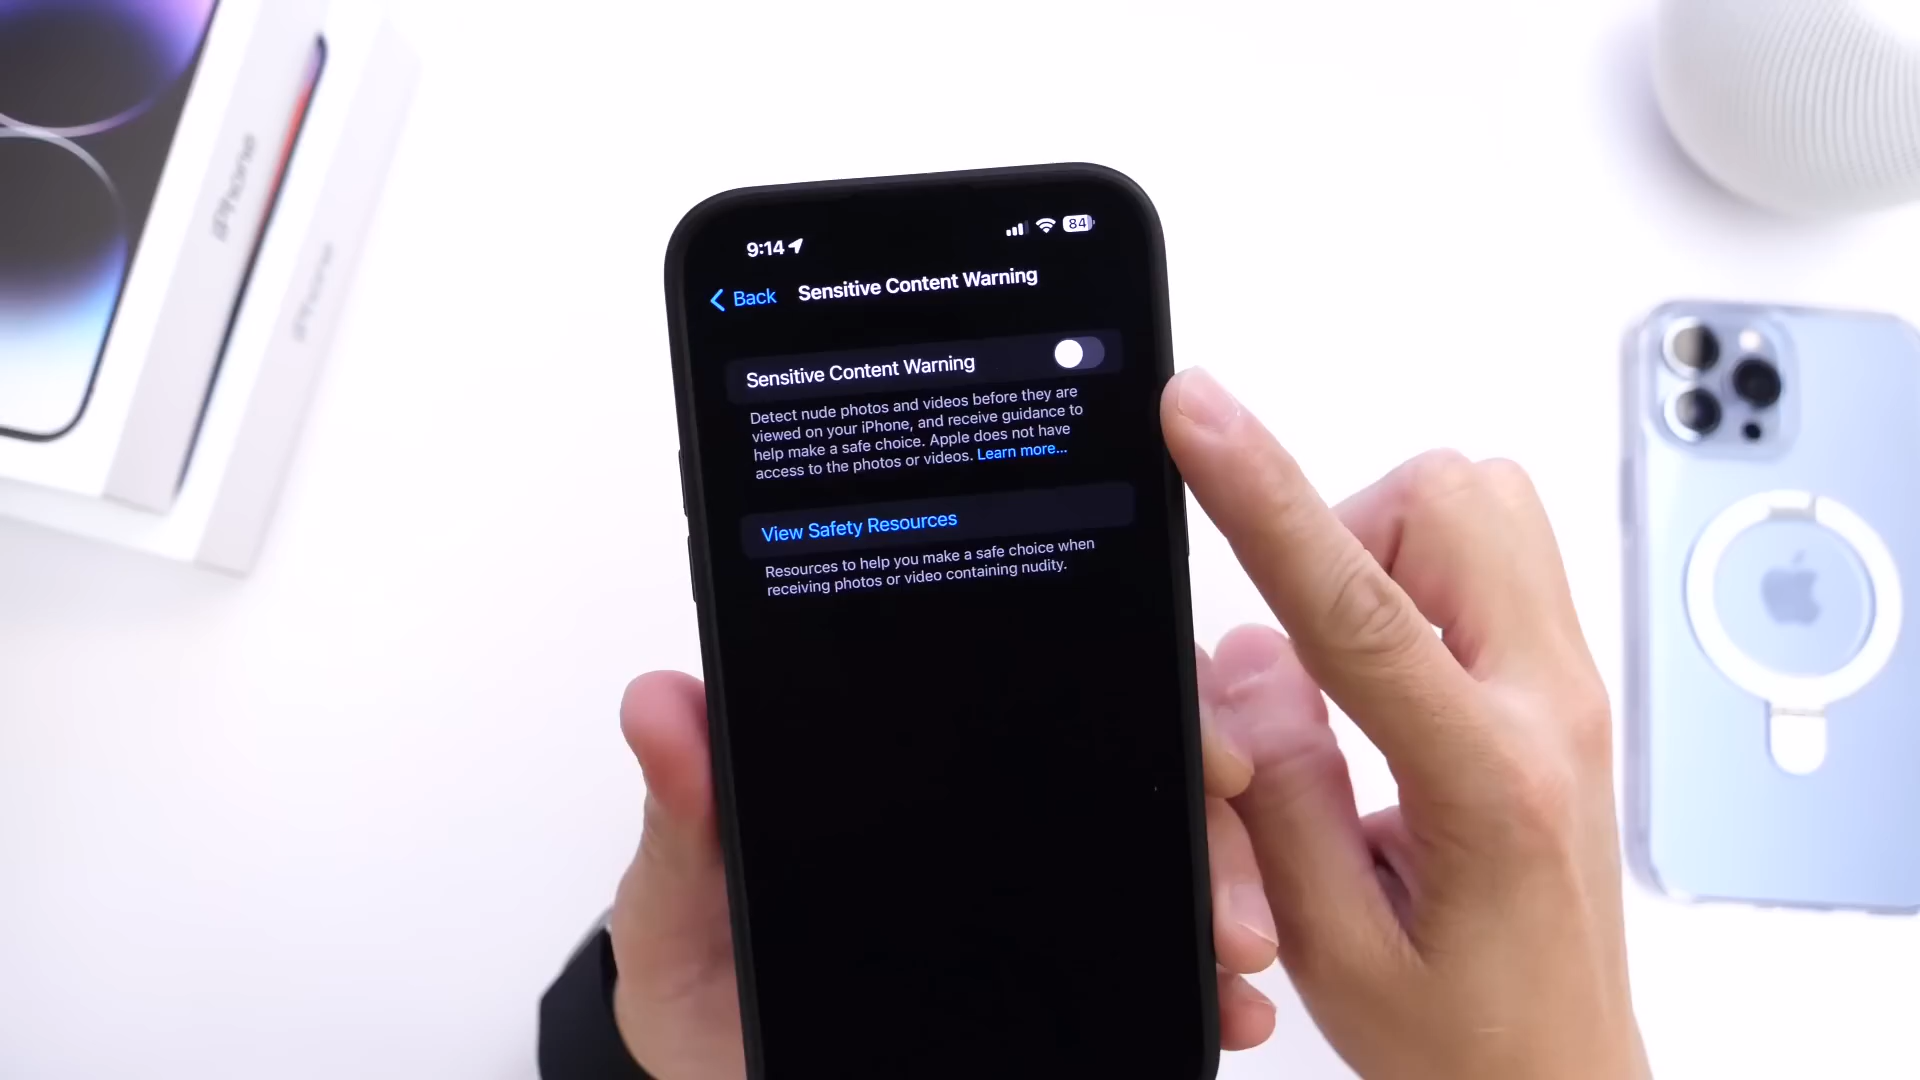 iPhone
iPhone
9:14
84
Back
Sensitive Content Warning
Sensitive Content Warning
Detect nude photos and videos before they are
viewed on your iPhone, and receive guidance to
help make a safe choice. Apple does not have
access to the photos or videos. Learn more...
View Safety Resources
Resources to help you make a safe choice when
receiving photos or video containing nudity.